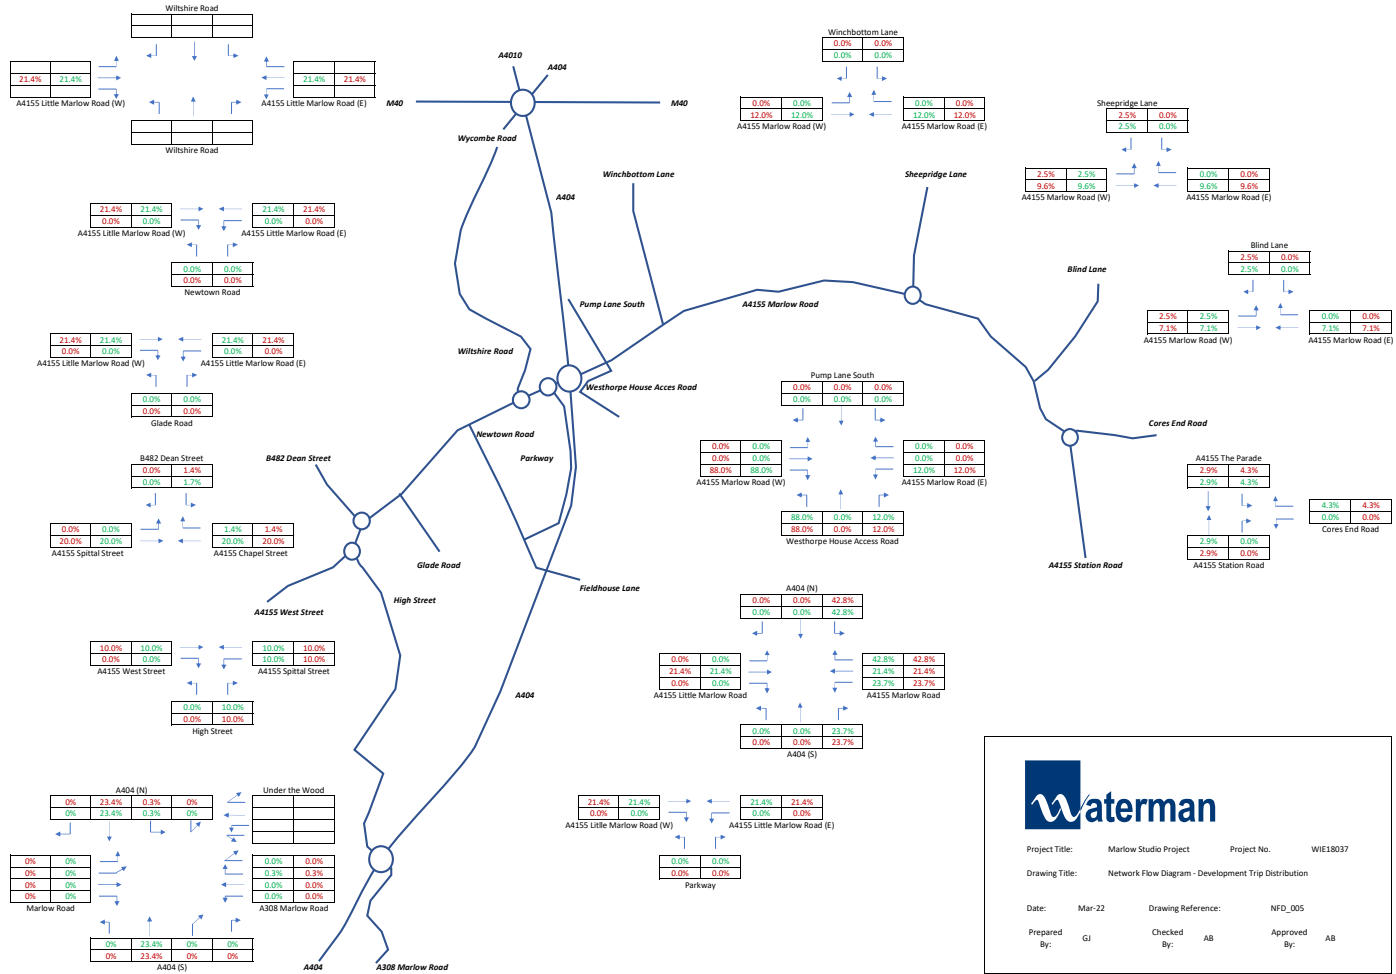 Wiltshire Road
21.4% 21.4%
21.4% 21.4%
A4155 Little Marlow Road (W)
A4155 Little Marlow Road (E)
Wiltshire Road
21.4% 21.4%
0.0% 0.0%
21.4% 21.4%
0.0% 0.0%
A4155 Litlle Marlow Road (W)
A4155 Little Marlow Road (E)
0.0% 0.0%
0.0% 0.0%
Newtown Road
21.4% 21.4%
0.0% 0.0%
21.4% 21.4%
0.0% 0.0%
A4155 Litlle Marlow Road (W)
A4155 Little Marlow Road (E)
0.0% 0.0%
0.0% 0.0%
Glade Road
B482 Dean Street
0.0% 1.4%
0.0% 1.7%
0.0% 0.0%
20.0% 20.0%
1.4% 1.4%
20.0% 20.0%
A4155 Spittal Street
A4155 Chapel Street
10.0% 10.0%
0.0% 0.0%
10.0% 10.0%
10.0% 10.0%
A4155 West Street
A4155 Spittal Street
0.0% 10.0%
0.0% 10.0%
High Street
A404 (N)
0% 23.4% 0.3% 0%
0% 23.4% 0.3% 0%
Under the Wood
0% 0%
0% 0%
0% 0%
0% 0%
Marlow Road
0.0% 0.0%
0.3% 0.3%
0.0% 0.0%
0.0% 0.0%
A308 Marlow Road
0% 23.4% 0% 0%
0% 23.4% 0% 0%
A404 (S)
A4010
A404
M40
M40
Wycombe Road
A404
Winchbottom Lane
Sheepridge Lane
Pump Lane South
A4155 Marlow Road
Blind Lane
Wiltshire Road
Westhorpe House Acces Road
Newtown Road
Parkway
B482 Dean Street
Cores End Road
Glade Road
Fieldhouse Lane
A4155 Station Road
A4155 West Street
High Street
A404
A404
A308 Marlow Road
Winchbottom Lane
0.0% 0.0%
0.0% 0.0%
0.0% 0.0%
12.0% 12.0%
0.0% 0.0%
12.0% 12.0%
A4155 Marlow Road (W)
A4155 Marlow Road (E)
Sheepridge Lane
2.5% 0.0%
2.5% 0.0%
2.5% 2.5%
9.6% 9.6%
0.0% 0.0%
9.6% 9.6%
A4155 Marlow Road (W)
A4155 Marlow Road (E)
Blind Lane
2.5% 0.0%
2.5% 0.0%
2.5% 2.5%
7.1% 7.1%
0.0% 0.0%
7.1% 7.1%
A4155 Marlow Road (W)
A4155 Marlow Road (E)
Pump Lane South
0.0% 0.0% 0.0%
0.0% 0.0% 0.0%
0.0% 0.0%
0.0% 0.0%
88.0% 88.0%
A4155 Marlow Road (W)
0.0% 0.0%
0.0% 0.0%
12.0% 12.0%
A4155 Marlow Road (E)
88.0% 0.0% 12.0%
88.0% 0.0% 12.0%
Westhorpe House Access Road
A4155 The Parade
2.9% 4.3%
2.9% 4.3%
4.3% 4.3%
0.0% 0.0%
Cores End Road
2.9% 0.0%
2.9% 0.0%
A4155 Station Road
A404 (N)
0.0% 0.0% 42.8%
0.0% 0.0% 42.8%
0.0% 0.0%
21.4% 21.4%
0.0% 0.0%
A4155 Little Marlow Road
42.8% 42.8%
21.4% 21.4%
23.7% 23.7%
A4155 Marlow Road
0.0% 0.0% 23.7%
0.0% 0.0% 23.7%
A404 (S)
21.4% 21.4%
0.0% 0.0%
21.4% 21.4%
0.0% 0.0%
A4155 Litlle Marlow Road (W)
A4155 Little Marlow Road (E)
0.0% 0.0%
0.0% 0.0%
Parkway
Waterman
Project Title: Marlow Studio Project Project No. WIE18037
Drawing Title: Network Flow Diagram - Development Trip Distribution
Date: Mar-22 Drawing Reference: NFD_005
Prepared By: GJ Checked By: AB Approved By: AB